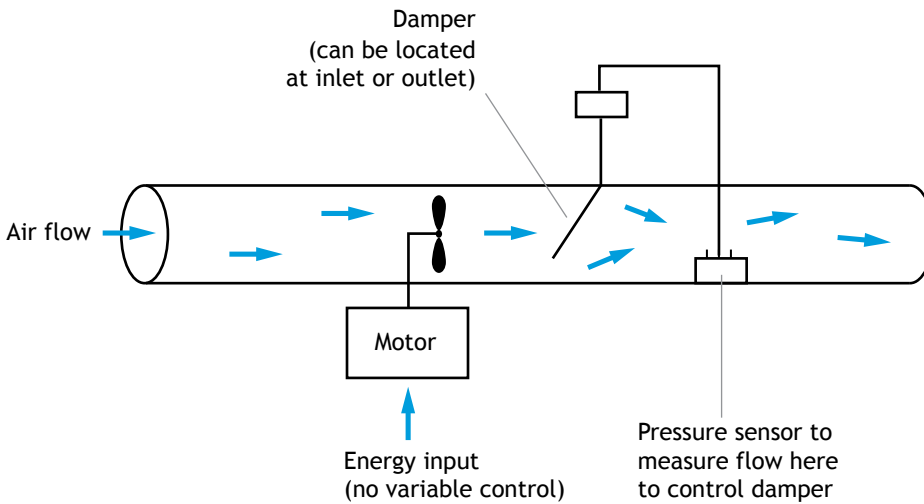 Damper
(can be located
at inlet or outlet)
Air flow
Motor
Energy input
(no variable control)
Pressure sensor to
measure flow here
to control damper